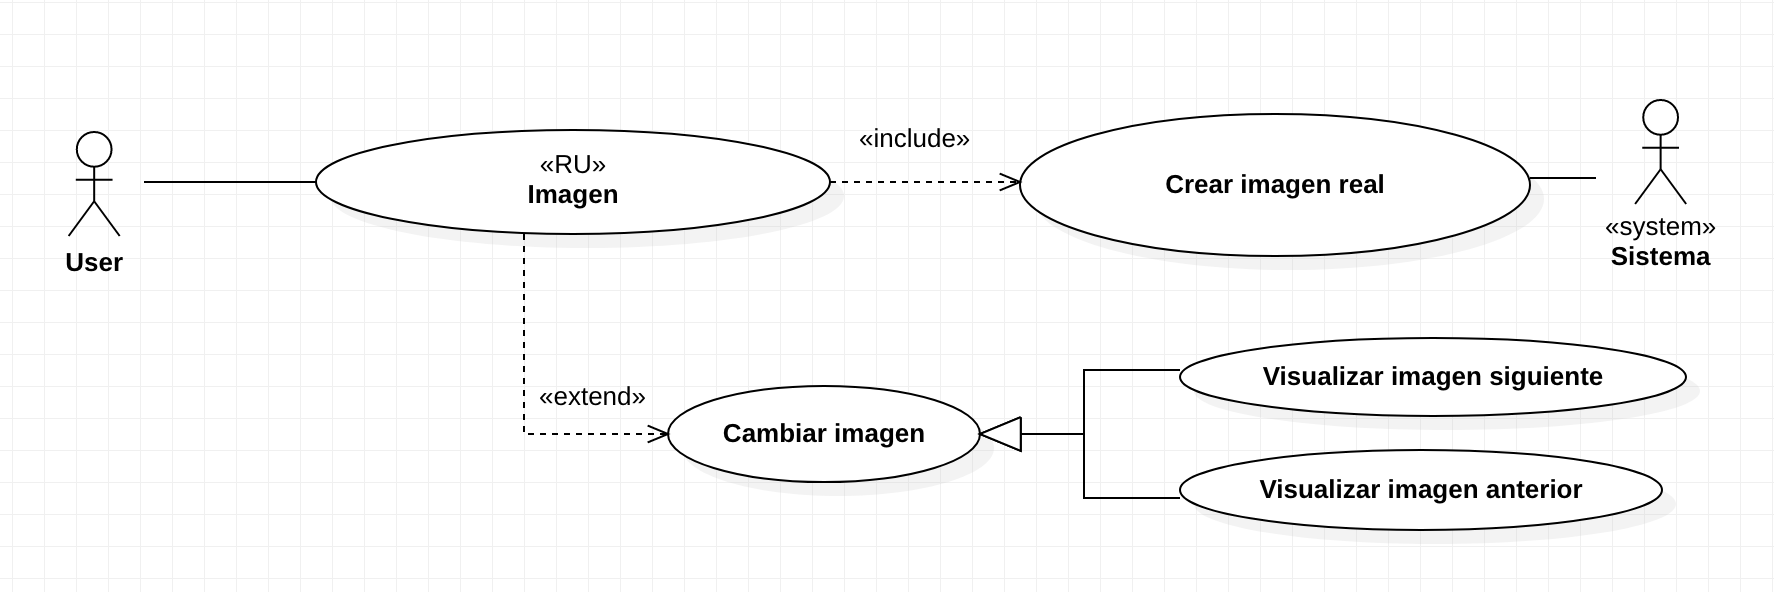 User
«RU»
Imagen
«include»
Crear imagen real
«system»
Sistema
«extend»
Cambiar imagen
Visualizar imagen siguiente
Visualizar imagen anterior